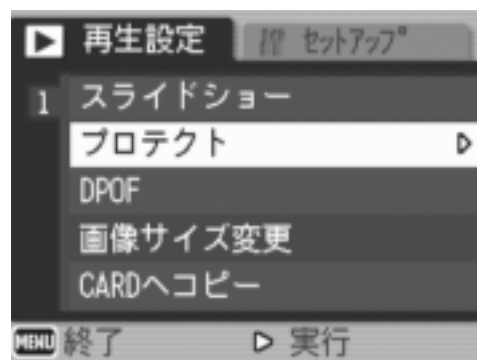 再生設定 セットアップ
1 スライドショー
プロテクト
DPOF
画像サイズ変更
CARDへコピー
MENU 終了 実行